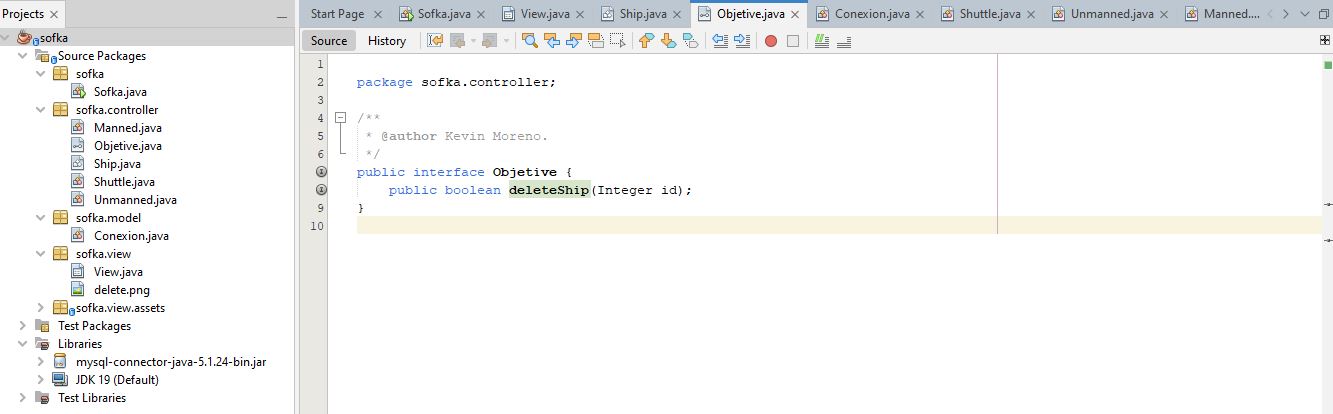 Projects
sofka
Source Packages
sofka
Sofka.java
sofka.controller
Manned.java
Objetive.java
Ship.java
Shuttle.java
Unmanned.java
sofka.model
Conexion.java
sofka.view
View.java
delete.png
sofka.view.assets
Test Packages
Libraries
mysql-connector-java-5.1.24-bin.jar
JDK 19 (Default)
Test Libraries
Start Page Sofka.java View.java Ship.java Objetive.java Conexion.java Shuttle.java Unmanned.java Manned....
Source History
1
2 package sofka.controller;
3
4 /**
5 * @author Kevin Moreno.
6 */
public interface Objetive {
public boolean deleteShip(Integer id);
9 }
10